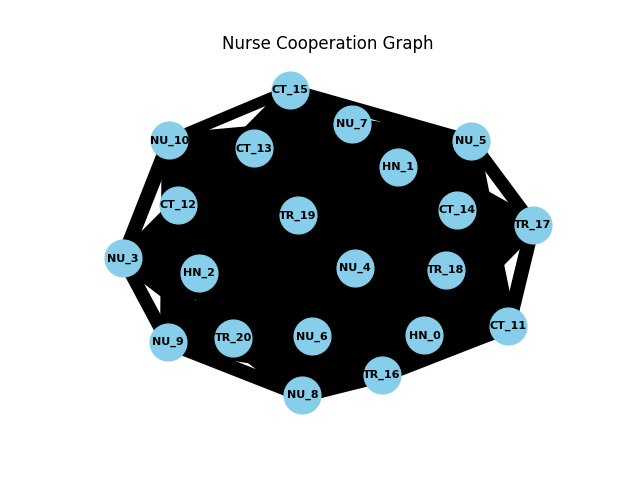 Nurse Cooperation Graph
CT_15
NU_7
NU_10
NU_5
CT_13
HN_1
CT_12
CT_14
TR_19
TR_17
NU_3
HN_2
NU_4
TR_18
CT_11
NU_9
TR_20
NU_6
HN_0
TR_16
NU_8